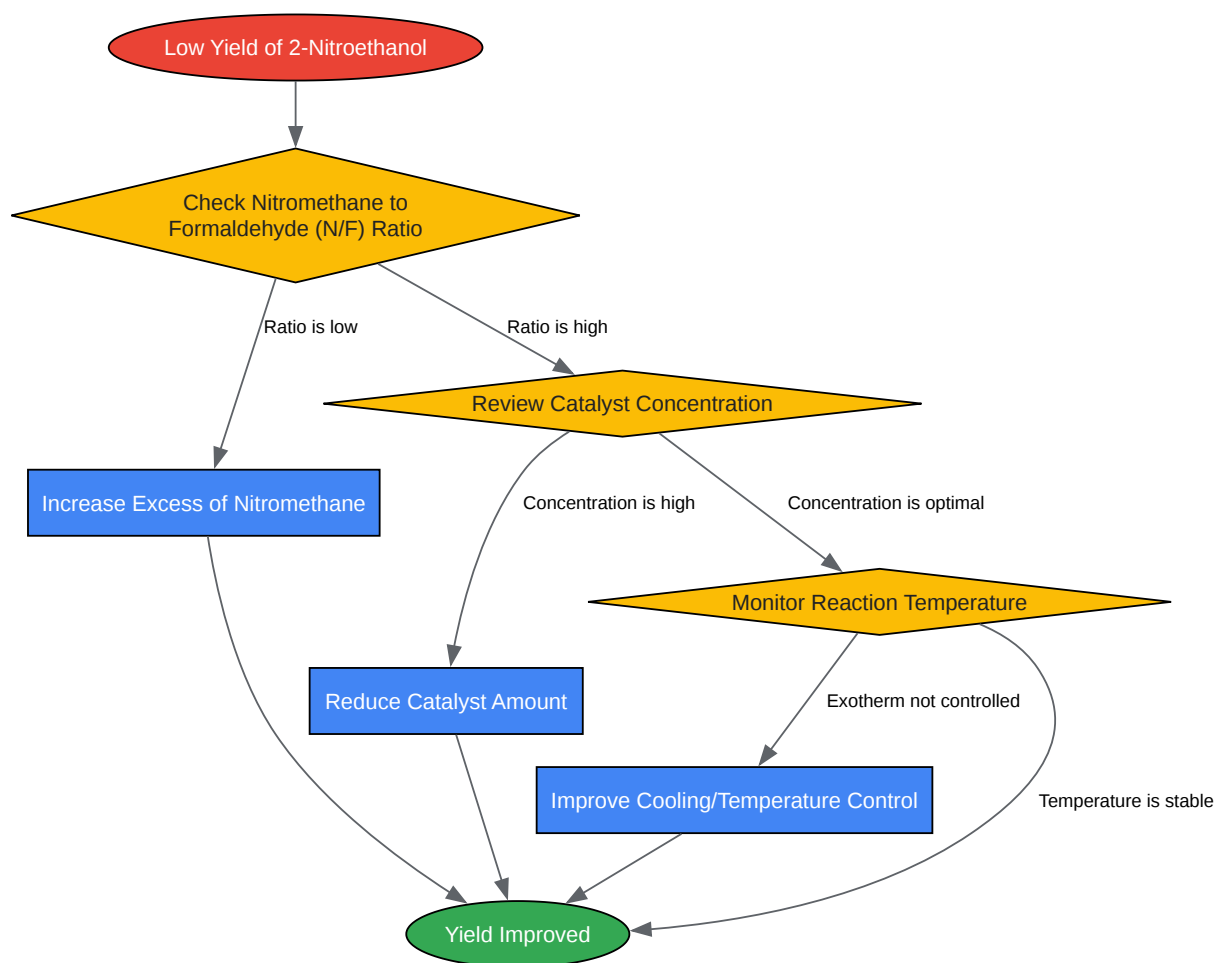 Low Yield of 2-Nitroethanol
Check Nitromethane to
Formaldehyde (N/F) Ratio
Ratio is low
Ratio is high
Review Catalyst Concentration
Increase Excess of Nitromethane
Concentration is high
Concentration is optimal
Monitor Reaction Temperature
Reduce Catalyst Amount
Exotherm not controlled
Improve Cooling/Temperature Control
Temperature is stable
Yield Improved